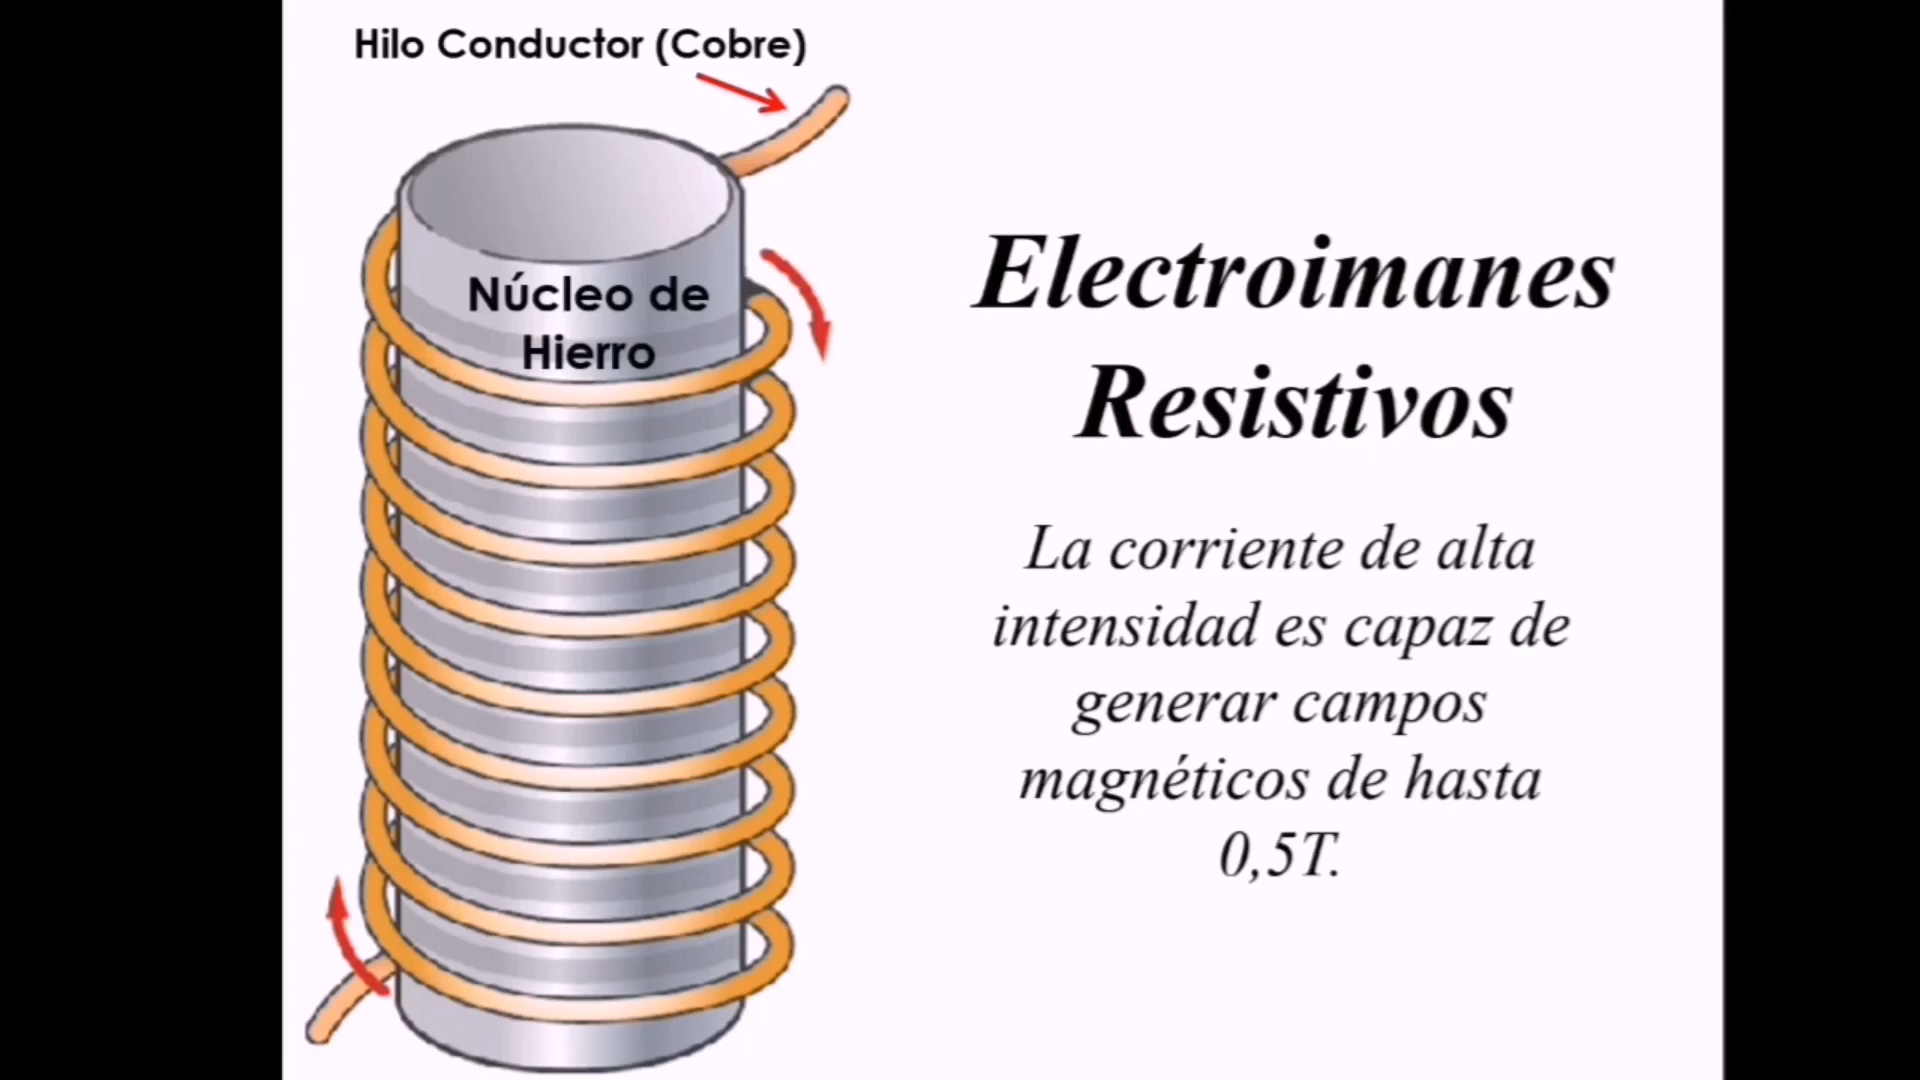 Hilo Conductor (Cobre)
Núcleo de
Hierro
Electroimanes
Resistivos
La corriente de alta
intensidad es capaz de
generar campos
magnéticos de hasta
0,5T.